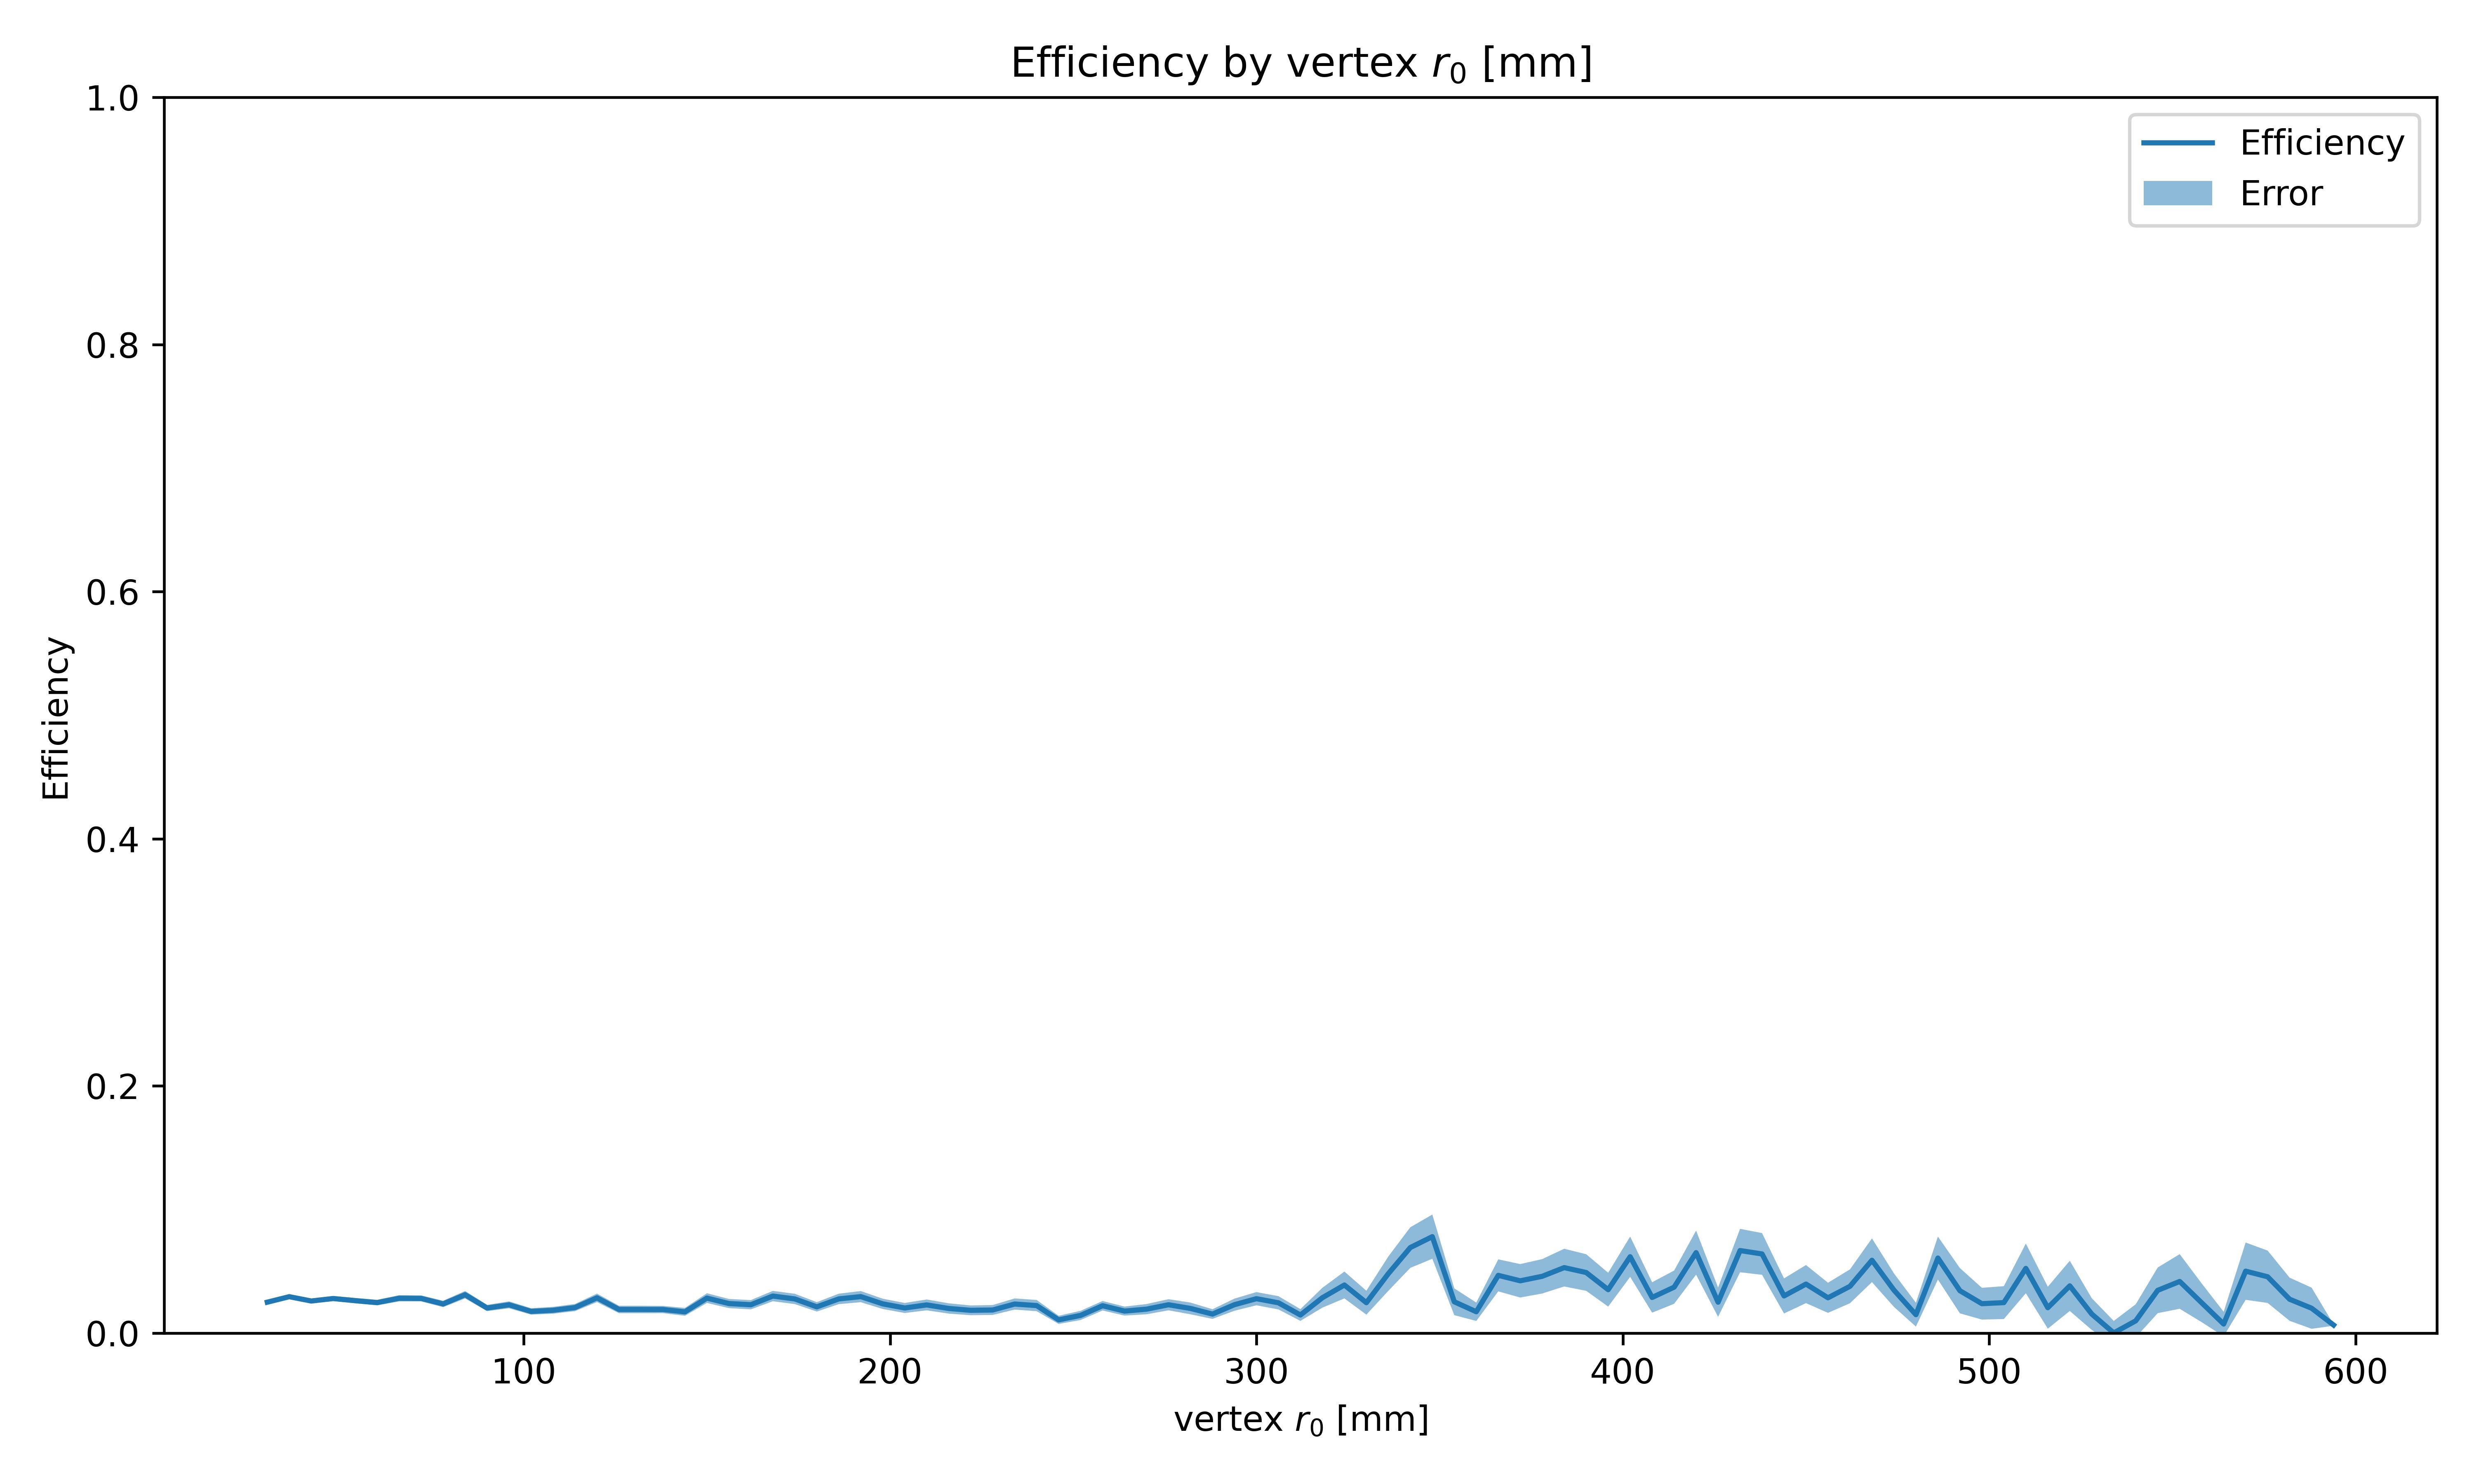 Efficiency by vertex r₀ [mm]
1.0
0.8
0.6
0.4
0.2
0.0
Efficiency
Efficiency
Error
100 200 300 400 500 600
vertex r₀ [mm]